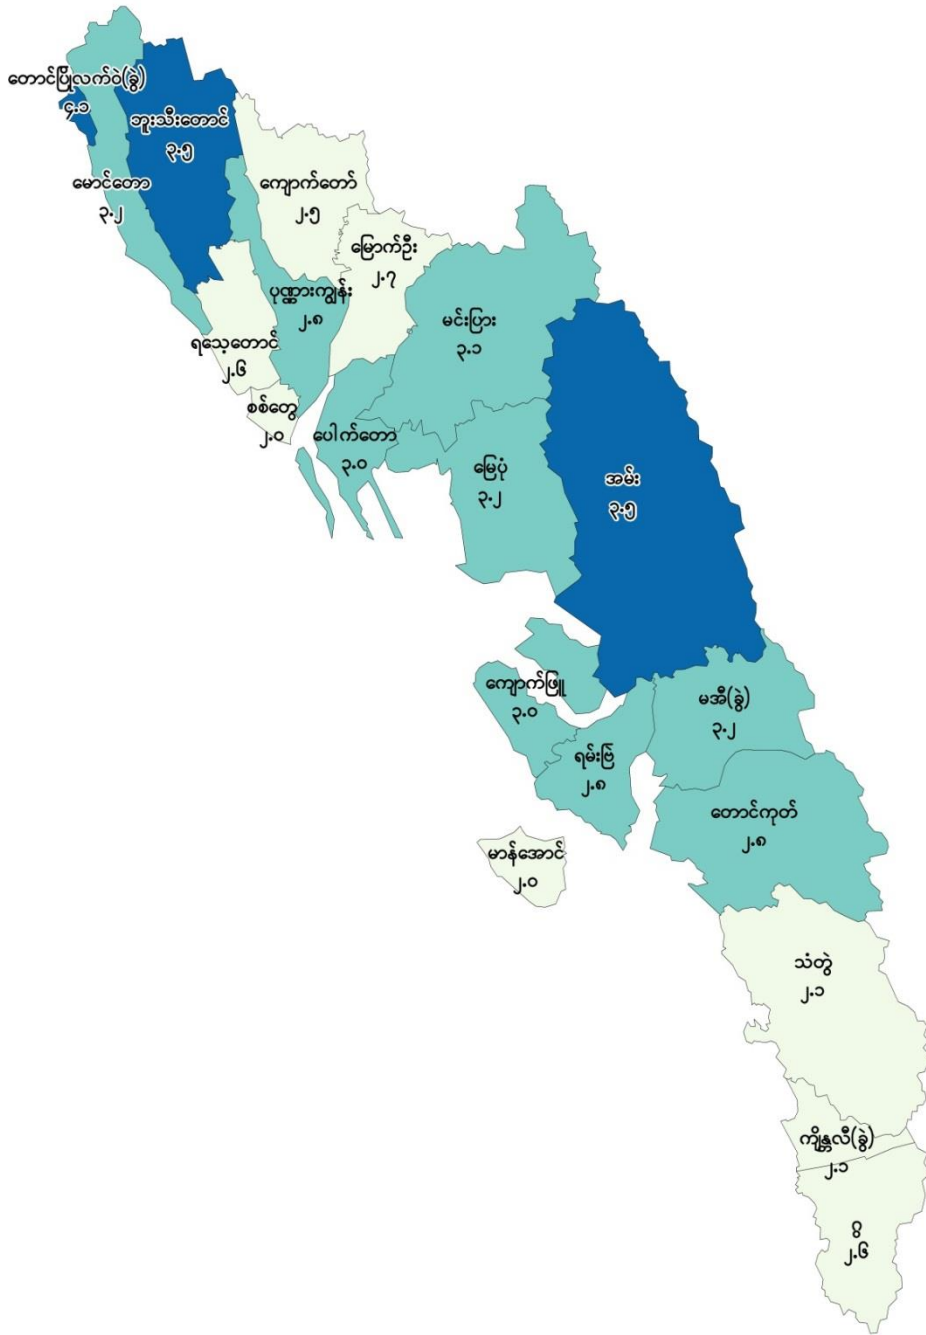 တောင်ပြိုလက်ဝဲ(ခွဲ)
၄.၁
ဘူးသီးတောင်
၃.၅
မောင်တော
၃.၂
ကျောက်တော်
၂.၅
မြောက်ဦး
၂.၇
ပုဏ္ဏားကျွန်း
၂.၈
မင်းပြား
၃.၁
ရသေ့တောင်
၂.၆
စစ်တွေ
၂.၀
ပေါက်တော
၃.၀
မြေပုံ
၃.၂
အမ်း
၃.၅
ကျောက်ဖြူ
၃.၀
မအီ(ခွဲ)
၃.၂
ရမ်းဗြဲ
၂.၈
တောင်ကုတ်
၂.၈
မာန်အောင်
၂.၀
သံတွဲ
၂.၁
ကျိန္တလီ(ခွဲ)
၂.၁
ဂွ
၂.၆